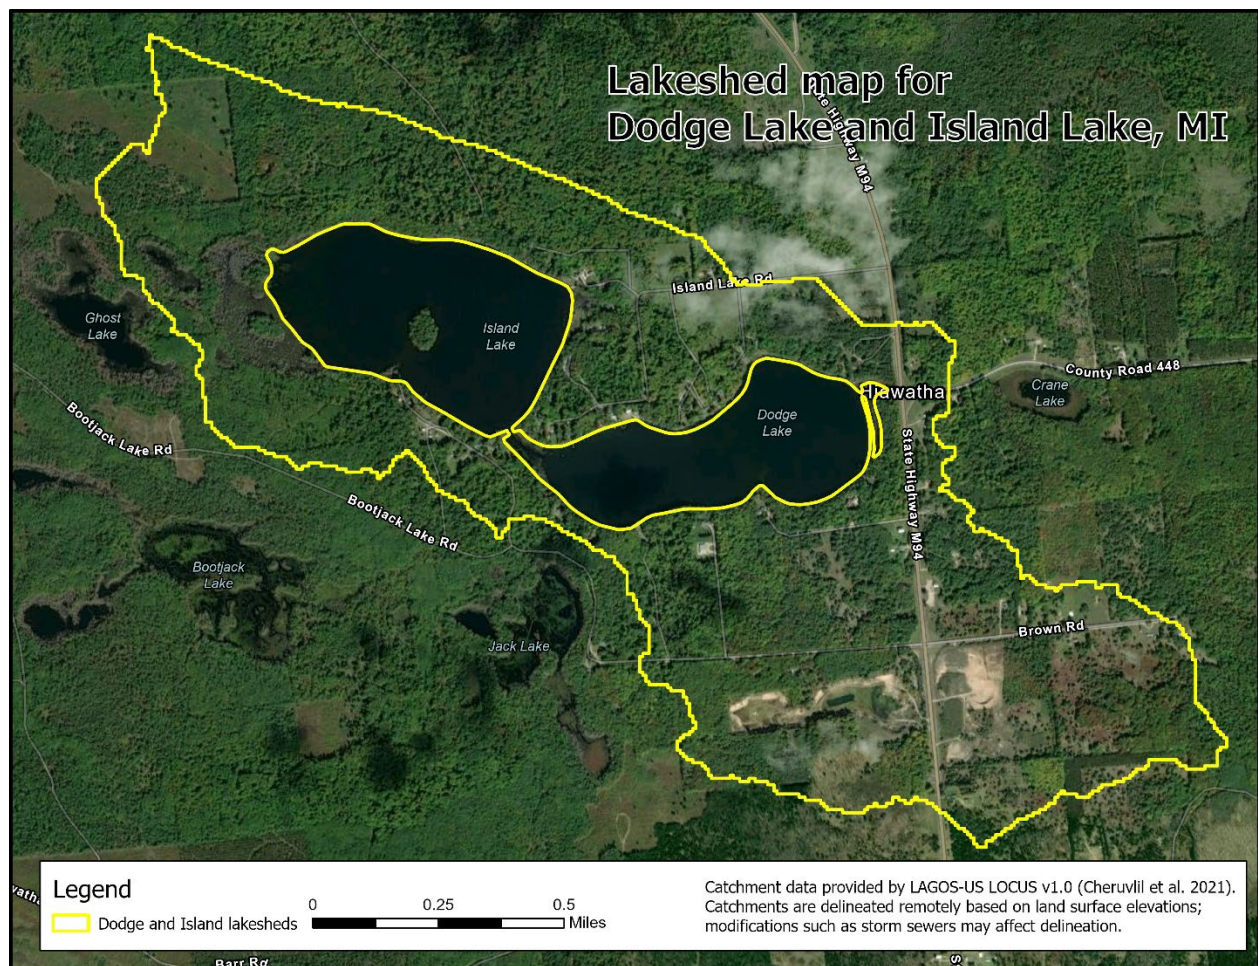 Lakeshed map for
Dodge Lake and Island Lake, MI
Highway M94
Island Lake Rd
Ghost
Lake
Island
Lake
County Road 448
Crane
Lake
Hiawatha
Dodge
Lake
Bootjack Lake Rd
State Highway M94
Bootjack Lake Rd
Bootjack
Lake
Jack Lake
Brown Rd
Legend
Dodge and Island lakesheds
0 0.25 0.5
Miles
Catchment data provided by LAGOS-US LOCUS v1.0 (Cheruvlil et al. 2021).
Catchments are delineated remotely based on land surface elevations;
modifications such as storm sewers may affect delineation.
Barr Rd